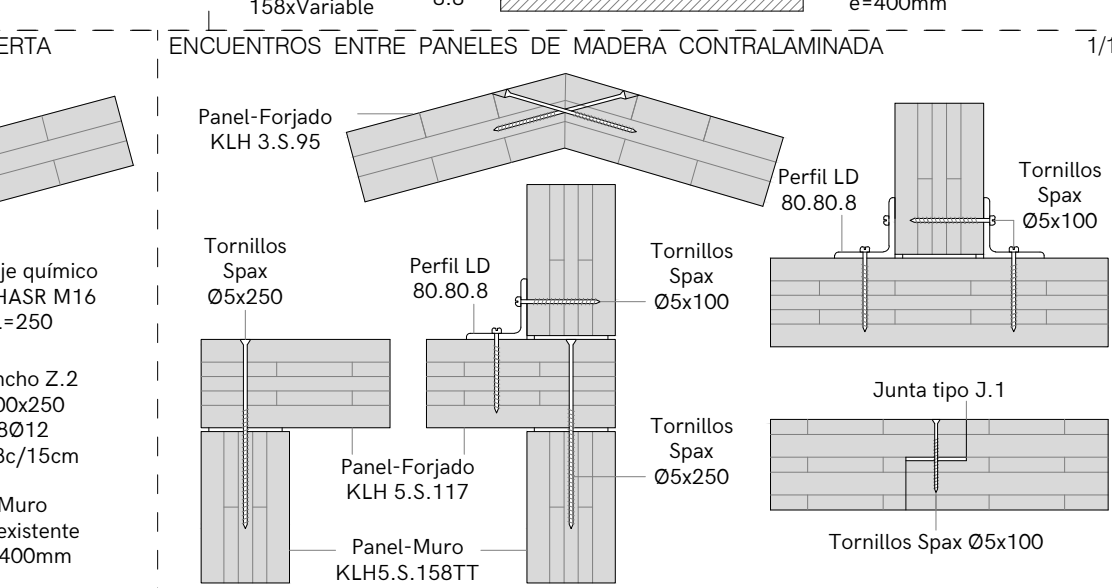 158xVariable
e=400mm
ERTA
ENCUENTROS ENTRE PANELES DE MADERA CONTRALAMINADA
1/1
Panel-Forjado
KLH 3.S.95
Perfil LD
80.80.8
Tornillos
Spax
Ø5x100
Tornillos
Spax
Ø5x250
Perfil LD
80.80.8
Tornillos
Spax
Ø5x100
je químico
HASR M16
.=250
ncho Z.2
00x250
8Ø12
3c/15cm
Muro
existente
400mm
Junta tipo J.1
Tornillos
Spax
Ø5x250
Panel-Forjado
KLH 5.S.117
Tornillos Spax Ø5x100
Panel-Muro
KLH5.S.158TT